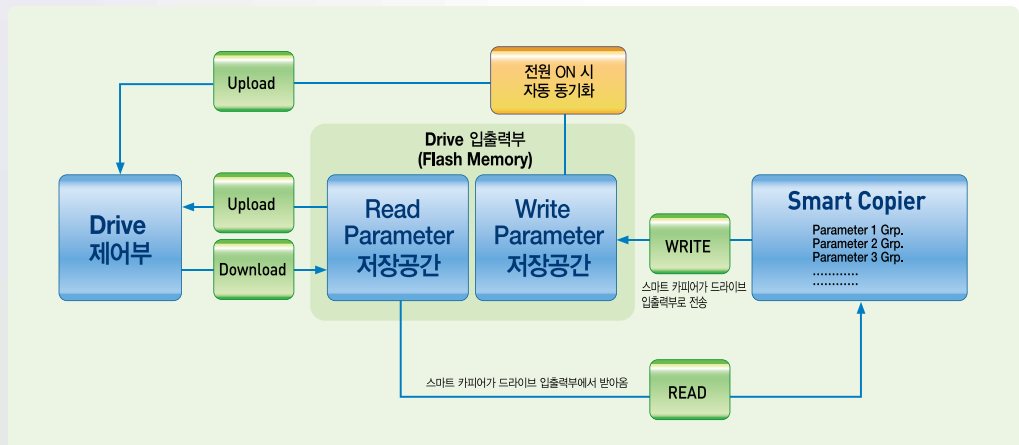 Upload
전원 ON 시
자동 동기화
Drive 입출력부
(Flash Memory)
Drive
제어부
Upload
Download
Read
Parameter
저장공간
Write
Parameter
저장공간
WRITE
스마트 카피어가 드라이브
입출력부로 전송
Smart Copier
Parameter 1 Grp.
Parameter 2 Grp.
Parameter 3 Grp.
............
............
스마트 카피어가 드라이브 입출력부에서 받아옴
READ